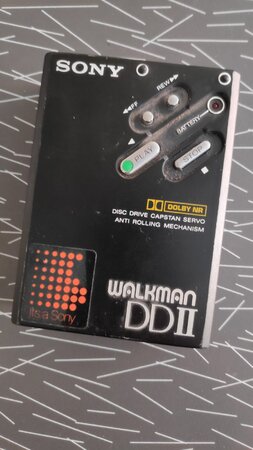 SONY
◀◀FF REW▶▶
BATTERY
PLAY
STOP
DOLBY NR
DISC DRIVE CAPSTAN SERVO
ANTI ROLLING MECHANISM
It's a Sony
WALKMAN
DDII